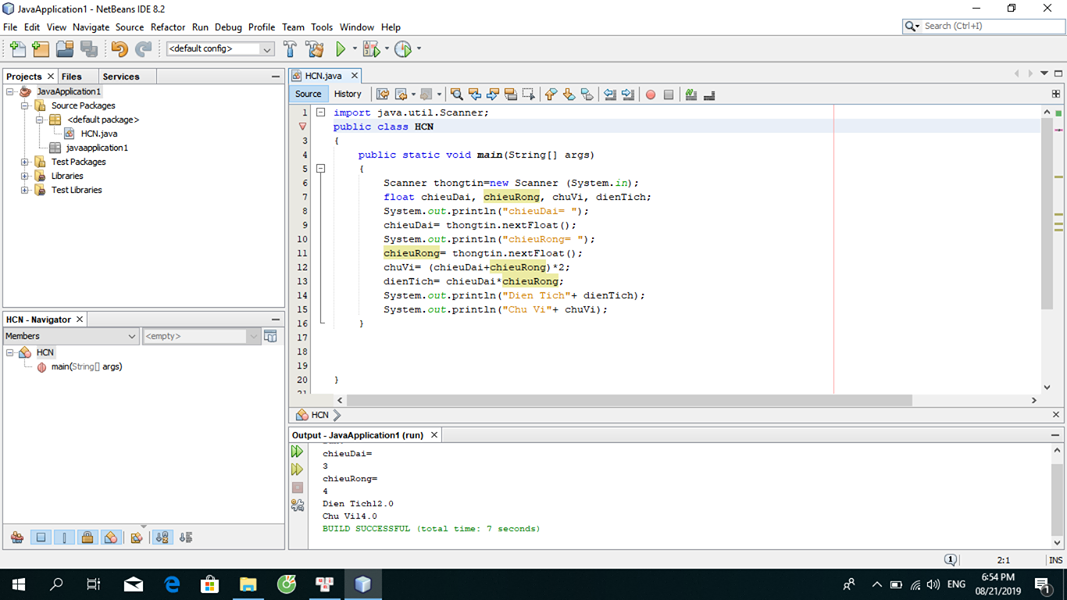 JavaApplication1 - NetBeans IDE 8.2
File Edit View Navigate Source Refactor Run Debug Profile Team Tools Window Help
Search (Ctrl+I)
<default config>
Projects Files Services
JavaApplication1
Source Packages
<default package>
HCN.java
javaapplication1
Test Packages
Libraries
Test Libraries
HCN - Navigator
Members <empty>
HCN
main(String[] args)
HCN.java
Source History
1 import java.util.Scanner;
public class HCN
3 {
4 public static void main(String[] args)
5 {
6 Scanner thongtin=new Scanner (System.in);
7 float chieuDai, chieuRong, chuVi, dienTich;
8 System.out.println("chieuDai= ");
9 chieuDai= thongtin.nextFloat();
10 System.out.println("chieuRong= ");
11 chieuRong= thongtin.nextFloat();
12 chuVi= (chieuDai+chieuRong)*2;
13 dienTich= chieuDai*chieuRong;
14 System.out.println("Dien Tich"+ dienTich);
15 System.out.println("Chu Vi"+ chuVi);
16 }
17
18
19
20 }
HCN
Output - JavaApplication1 (run)
chieuDai=
3
chieuRong=
4
Dien Tich12.0
Chu Vi14.0
BUILD SUCCESSFUL (total time: 7 seconds)
1 2:1 INS
ENG
6:54 PM
08/21/2019
1